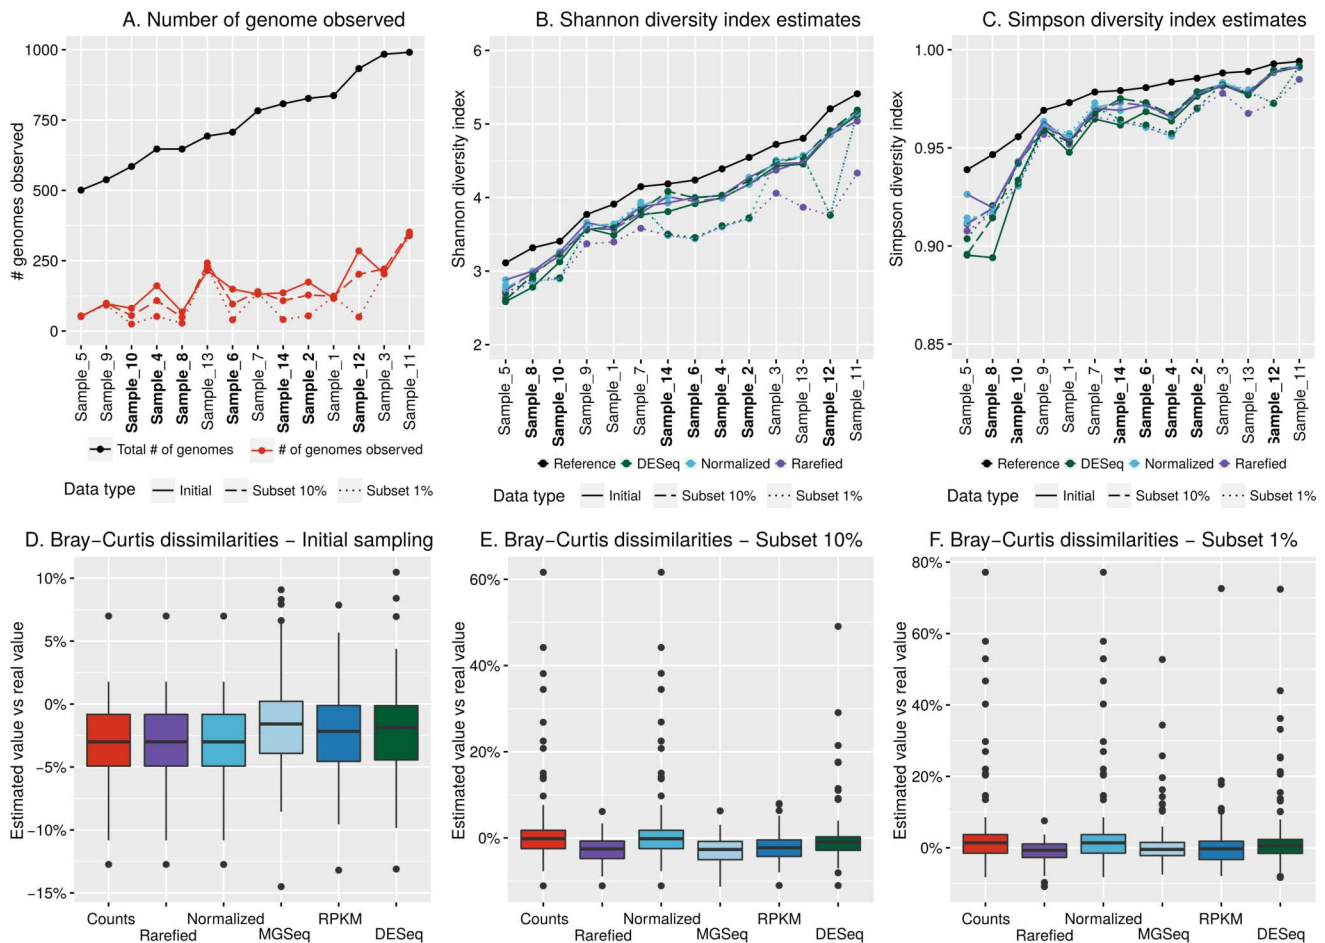 A. Number of genome observed
# genomes observed
1000
750
500
250
0
Sample_5
Sample_9
Sample_10
Sample_4
Sample_8
Sample_13
Sample_6
Sample_7
Sample_14
Sample_2
Sample_1
Sample_12
Sample_3
Sample_11
Total # of genomes
# of genomes observed
Data type
Initial
Subset 10%
Subset 1%
B. Shannon diversity index estimates
Shannon diversity index
6
5
4
3
2
Sample_5
Sample_8
Sample_10
Sample_9
Sample_1
Sample_7
Sample_14
Sample_6
Sample_4
Sample_2
Sample_3
Sample_13
Sample_12
Sample_11
Reference
DESeq
Normalized
Rarefied
Data type
Initial
Subset 10%
Subset 1%
C. Simpson diversity index estimates
Simpson diversity index
1.00
0.95
0.90
0.85
Sample_5
Sample_8
Sample_10
Sample_9
Sample_1
Sample_7
Sample_14
Sample_6
Sample_4
Sample_2
Sample_3
Sample_13
Sample_12
Sample_11
Reference
DESeq
Normalized
Rarefied
Data type
Initial
Subset 10%
Subset 1%
D. Bray−Curtis dissimilarities − Initial sampling
Estimated value vs real value
10%
5%
0%
−5%
−10%
−15%
Counts
Rarefied
Normalized
MGSeq
RPKM
DESeq
E. Bray−Curtis dissimilarities − Subset 10%
Estimated value vs real value
60%
40%
20%
0%
Counts
Rarefied
Normalized
MGSeq
RPKM
DESeq
F. Bray−Curtis dissimilarities − Subset 1%
Estimated value vs real value
80%
60%
40%
20%
0%
Counts
Rarefied
Normalized
MGSeq
RPKM
DESeq